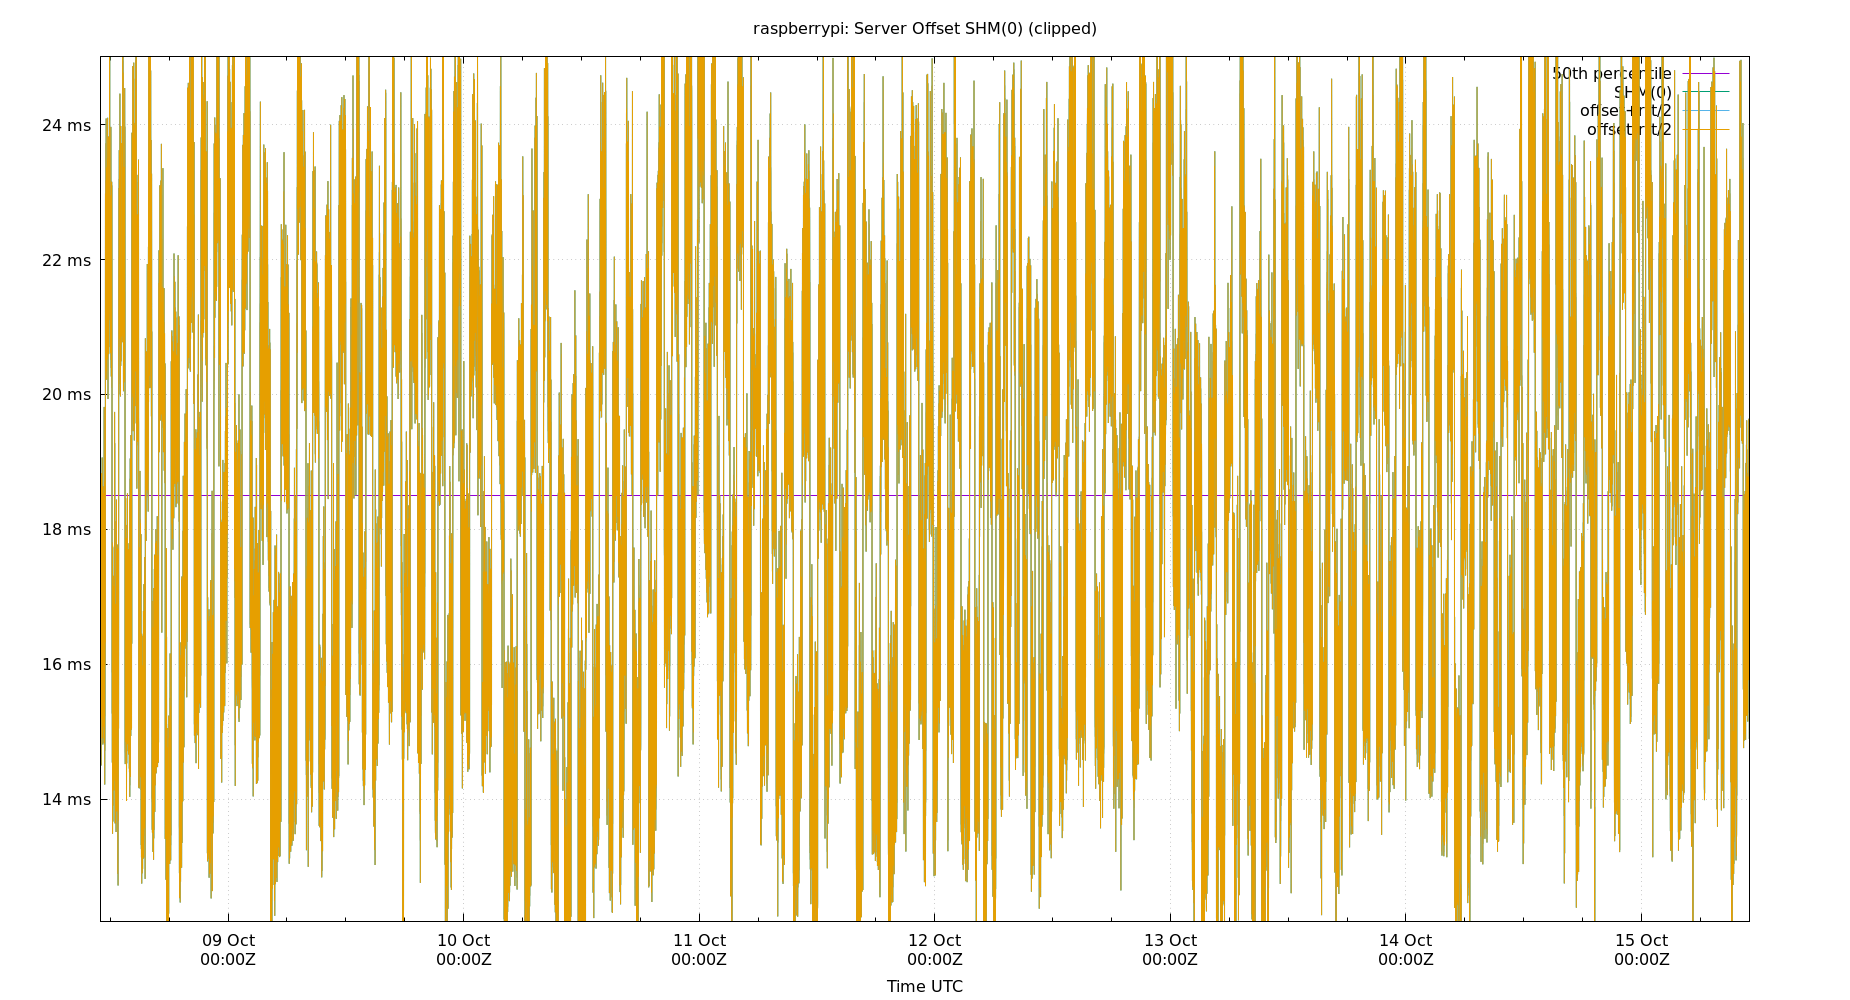 raspberrypi: Server Offset SHM(0) (clipped)
50th percentile
SHM(0)
offset+rtt/2
offset-rtt/2
24 ms
22 ms
20 ms
18 ms
16 ms
14 ms
09 Oct 10 Oct 11 Oct 12 Oct 13 Oct 14 Oct 15 Oct
00:00Z 00:00Z 00:00Z 00:00Z 00:00Z 00:00Z 00:00Z
Time UTC